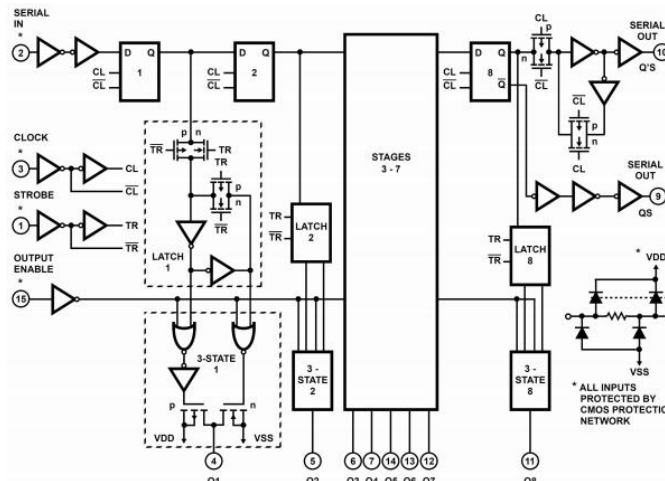 SERIAL
IN
*
2
D Q
1
CL
CL
D Q
2
CL
CL
STAGES
3 - 7
D Q
8
Q
CL
CL
CL
p
n
CL
SERIAL
OUT
10
Q'S
CL
p
n
CL
CLOCK
*
3
CL
CL
STROBE
*
1
TR
TR
OUTPUT
ENABLE
*
15
p n
TR
TR
TR
p
n
TR
LATCH
1
TR
TR
LATCH
2
TR
TR
LATCH
8
SERIAL
OUT
9
QS
3-STATE
1
p
n
VDD
VSS
3 -
STATE
2
3 -
STATE
8
* VDD
VSS
* ALL INPUTS
PROTECTED BY
CMOS PROTECTI
NETWORK
4
5
6
7
14
13
12
11